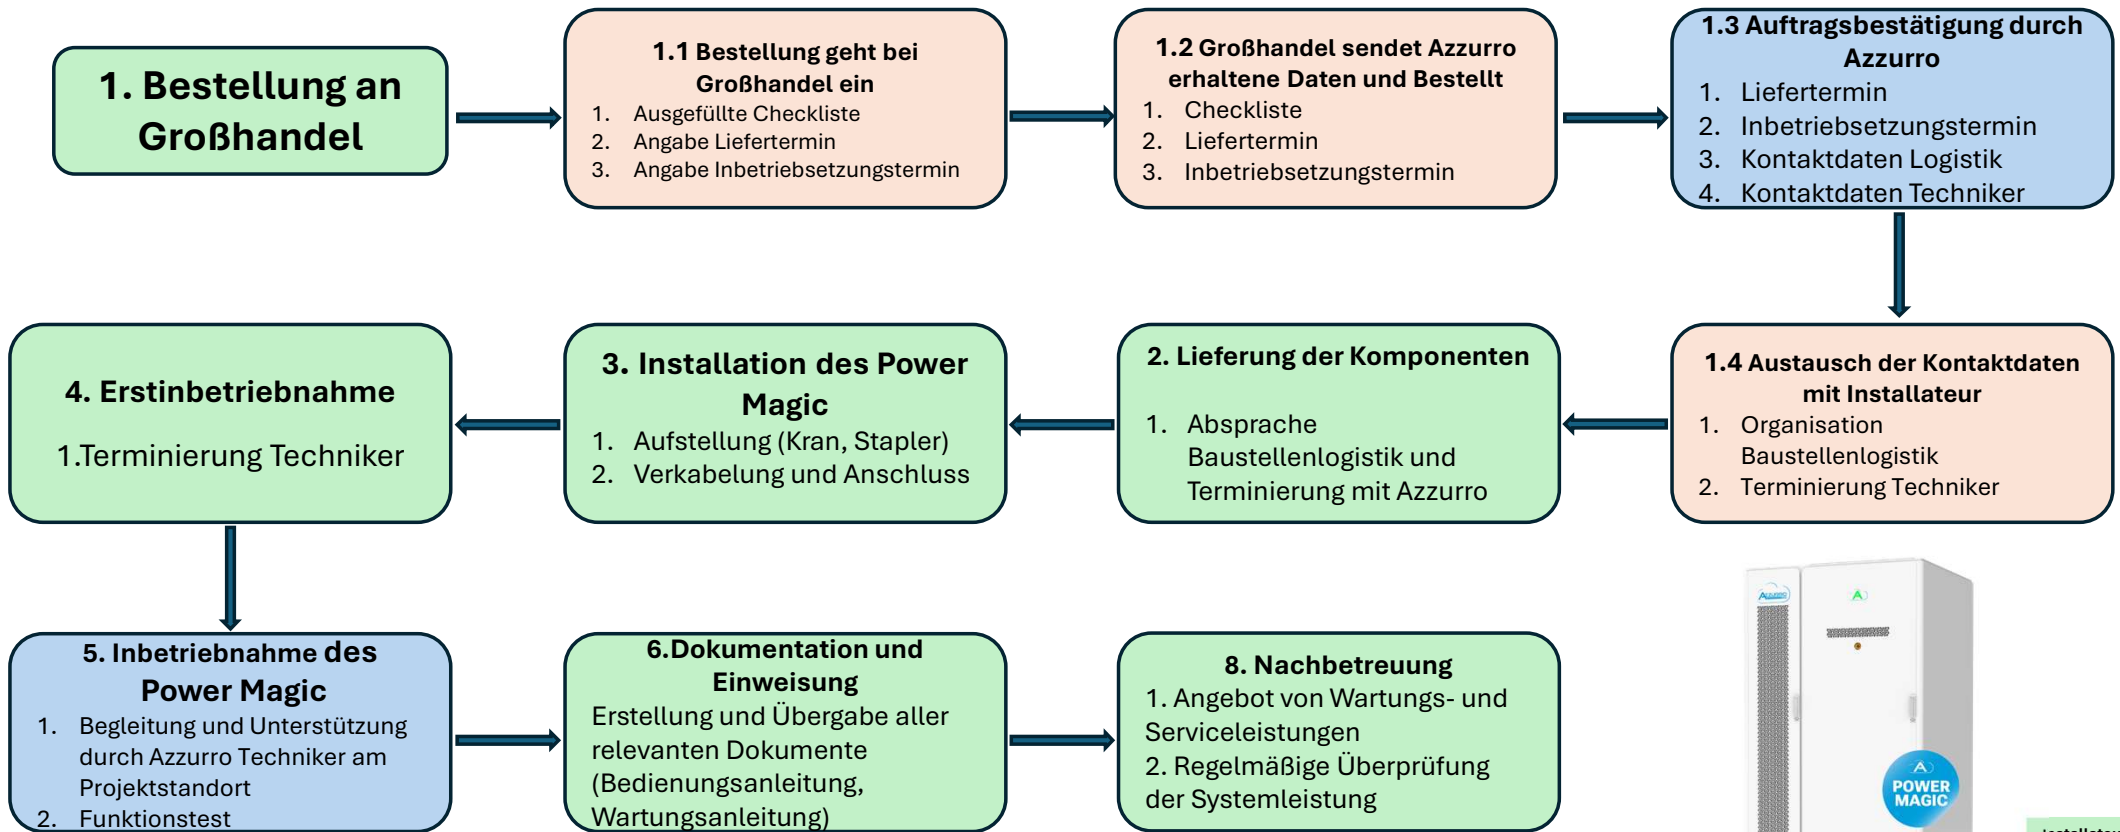 1. Bestellung an
Großhandel
1.1 Bestellung geht bei
Großhandel ein
1. Ausgefüllte Checkliste
2. Angabe Liefertermin
3. Angabe Inbetriebsetzungstermin
1.2 Großhandel sendet Azzurro
erhaltene Daten und Bestellt
1. Checkliste
2. Liefertermin
3. Inbetriebsetzungstermin
1.3 Auftragsbestätigung durch
Azzurro
1. Liefertermin
2. Inbetriebsetzungstermin
3. Kontaktdaten Logistik
4. Kontaktdaten Techniker
1.4 Austausch der Kontaktdaten
mit Installateur
1. Organisation
Baustellenlogistik
2. Terminierung Techniker
2. Lieferung der Komponenten
1. Absprache
Baustellenlogistik und
Terminierung mit Azzurro
3. Installation des Power
Magic
1. Aufstellung (Kran, Stapler)
2. Verkabelung und Anschluss
4. Erstinbetriebnahme
1.Terminierung Techniker
5. Inbetriebnahme des
Power Magic
1. Begleitung und Unterstützung
durch Azzurro Techniker am
Projektstandort
2. Funktionstest
6.Dokumentation und
Einweisung
Erstellung und Übergabe aller
relevanten Dokumente
(Bedienungsanleitung,
Wartungsanleitung)
8. Nachbetreuung
1. Angebot von Wartungs- und
Serviceleistungen
2. Regelmäßige Überprüfung
der Systemleistung
AZZURRO
POWER
MAGIC